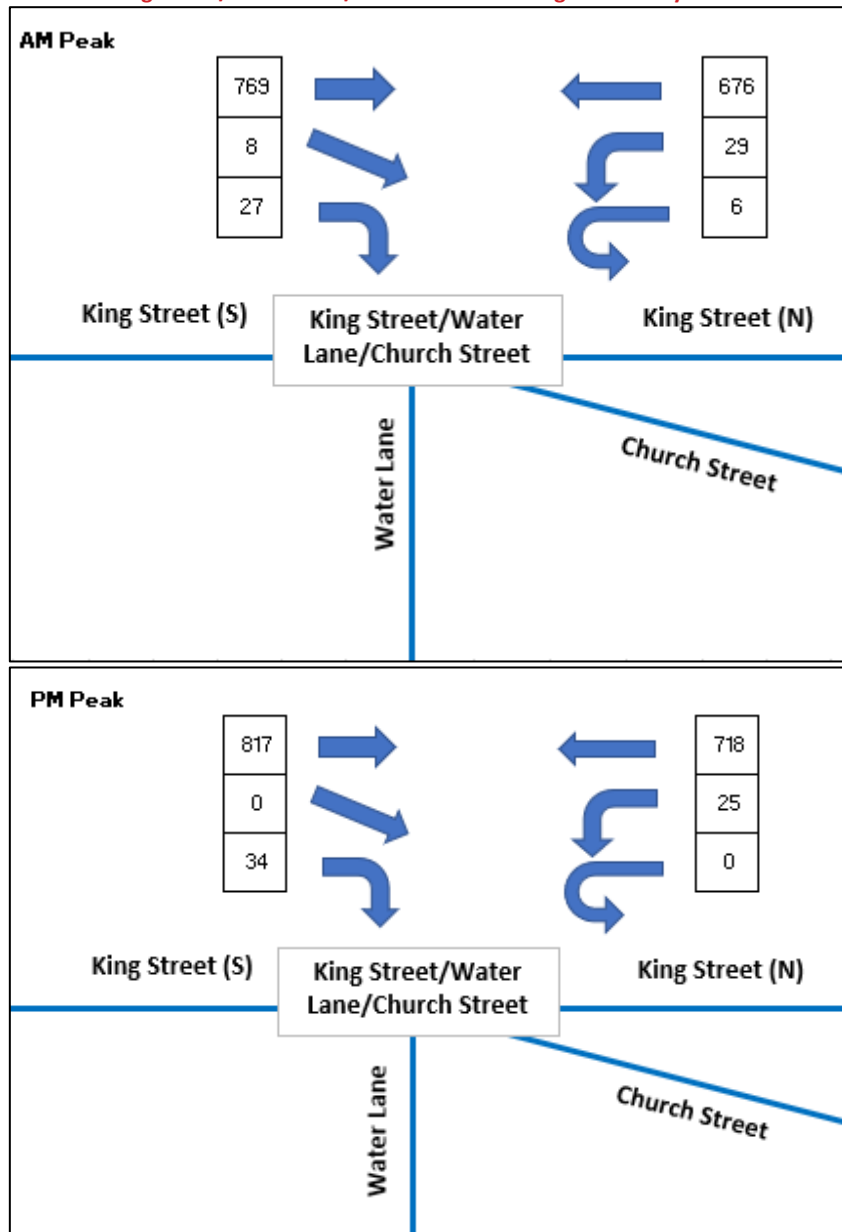 AM Peak
769
676
8
29
27
6
King Street (S)
King Street/Water
Lane/Church Street
King Street (N)
Water Lane
Church Street
PM Peak
817
718
0
25
34
0
King Street (S)
King Street/Water
Lane/Church Street
King Street (N)
Water Lane
Church Street